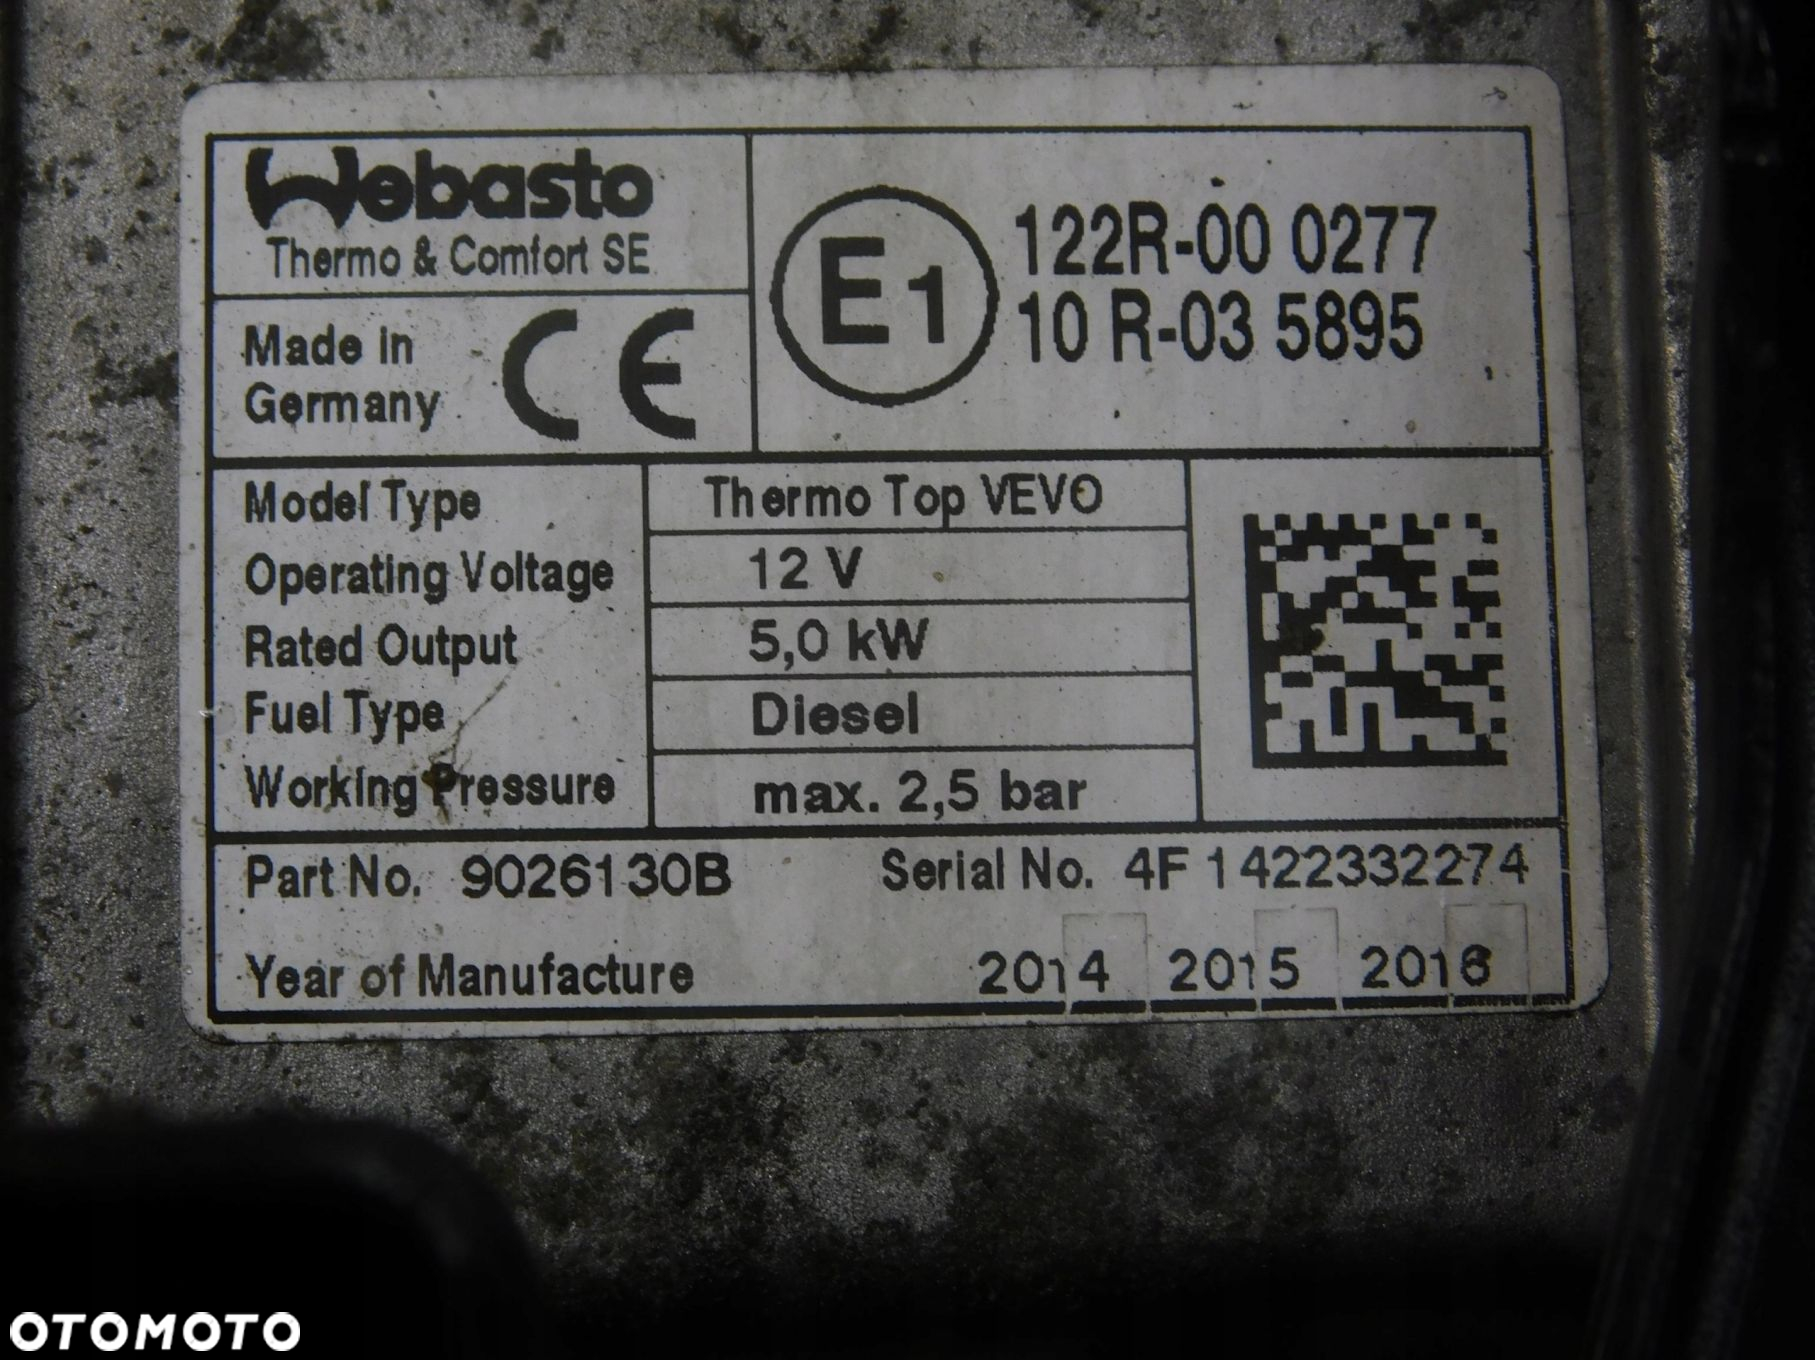 Webasto
Thermo & Comfort SE
Made in
Germany
CE
E1
122R-00 0277
10 R-03 5895
Model Type Thermo Top VEVO
Operating Voltage 12 V
Rated Output 5,0 kW
Fuel Type Diesel
Working Pressure max. 2,5 bar
Part No. 9026130B Serial No. 4F1422332274
Year of Manufacture 2014 2015 2016
OTOMOTO